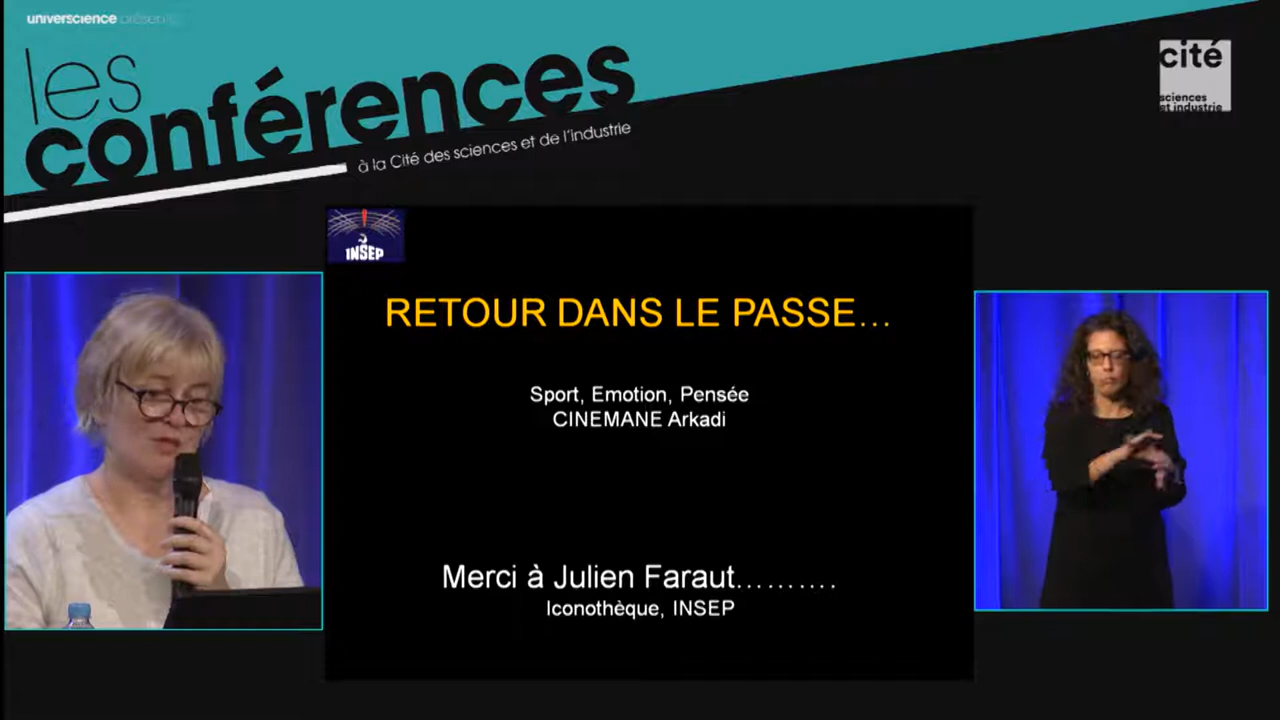 universcience présente
les
conférences
à la Cité des sciences et de l'industrie
cité
sciences
et industrie
INSEP
RETOUR DANS LE PASSE...
Sport, Emotion, Pensée
CINEMANE Arkadi
Merci à Julien Faraut..........
Iconothèque, INSEP